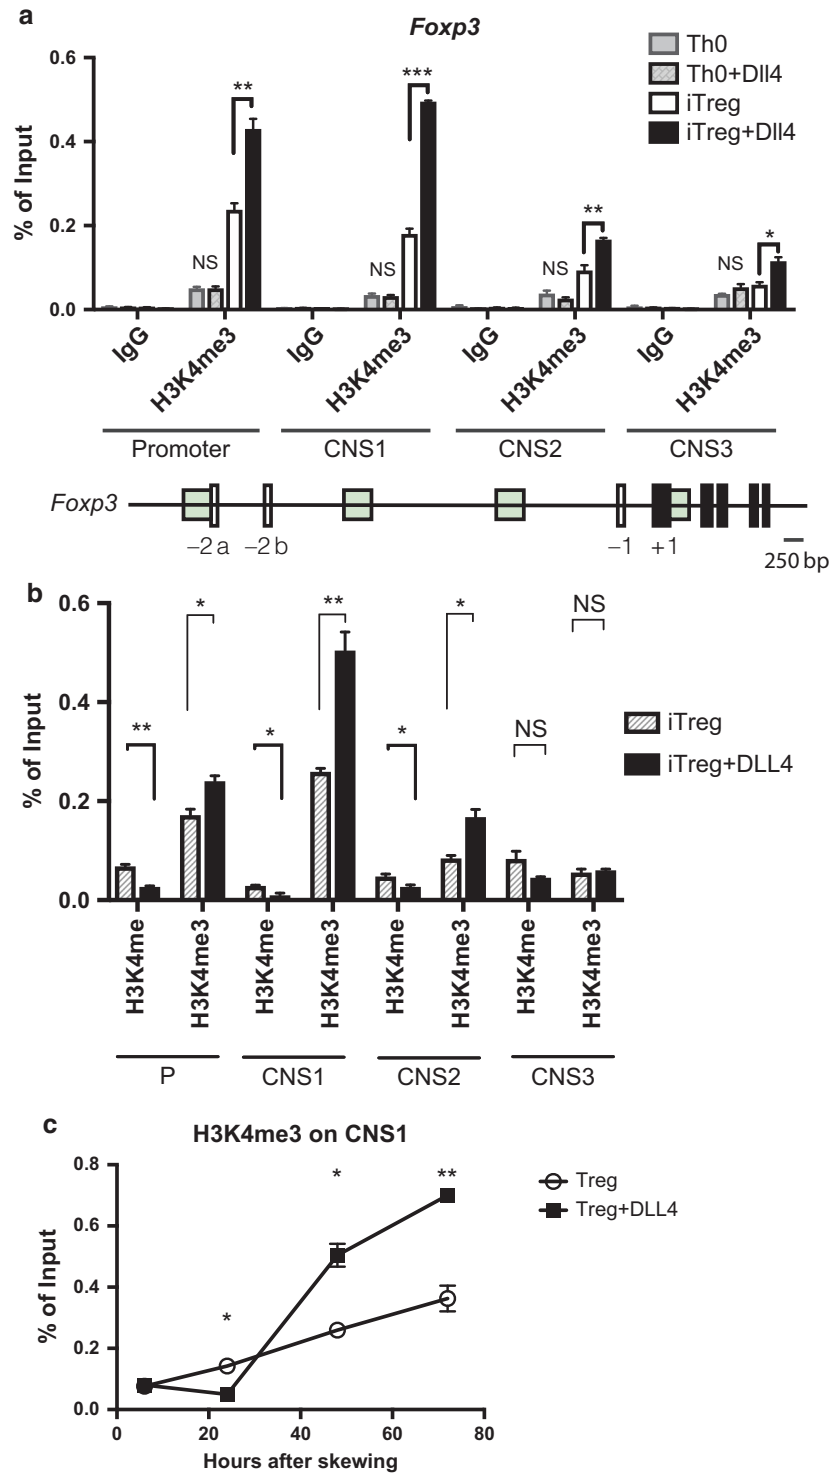 a
Foxp3
Th0
Th0+Dll4
iTreg
iTreg+Dll4
% of Input
0.6
0.4
0.2
0.0
NS
**
NS
***
NS
**
NS
*
IgG
H3K4me3
IgG
H3K4me3
IgG
H3K4me3
IgG
H3K4me3
Promoter
CNS1
CNS2
CNS3
Foxp3
−2a
−2b
−1
+1
250 bp
b
% of Input
0.6
0.4
0.2
0.0
**
*
*
**
*
*
NS
NS
iTreg
iTreg+DLL4
H3K4me
H3K4me3
H3K4me
H3K4me3
H3K4me
H3K4me3
H3K4me
H3K4me3
P
CNS1
CNS2
CNS3
c
H3K4me3 on CNS1
% of Input
0.8
0.6
0.4
0.2
0.0
*
*
**
Treg
Treg+DLL4
0
20
40
60
80
Hours after skewing